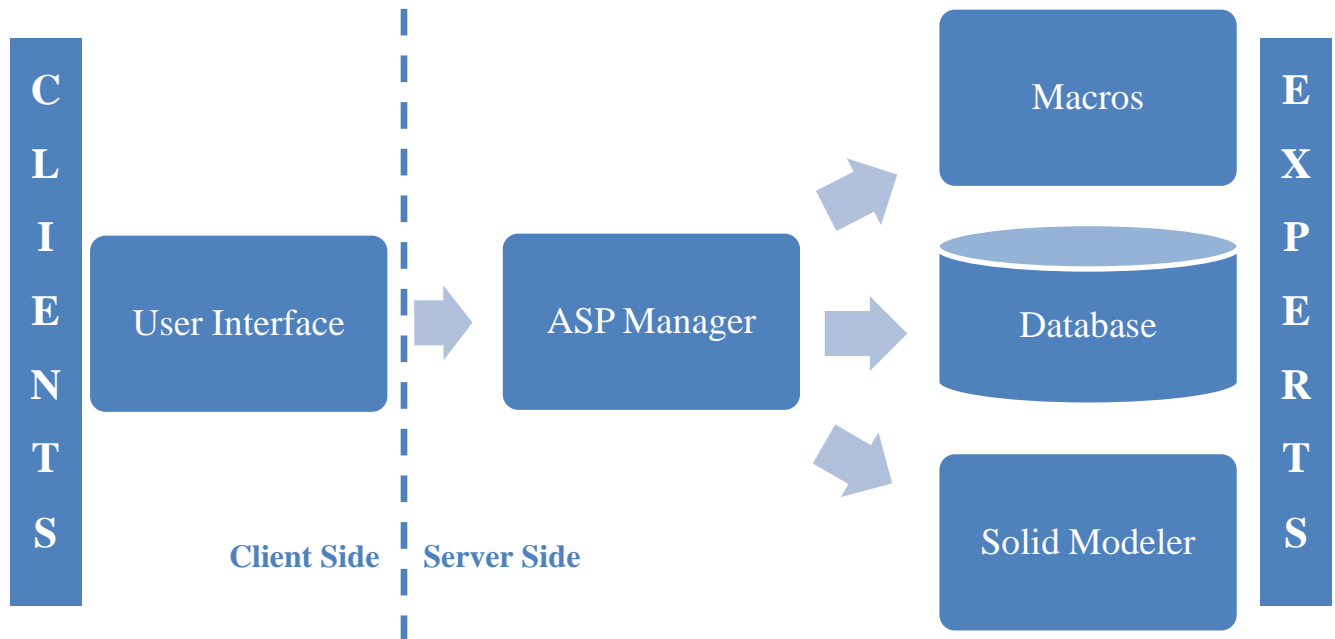 CLIENTS
User Interface
Client Side
Server Side
ASP Manager
Macros
Database
Solid Modeler
EXPERTS